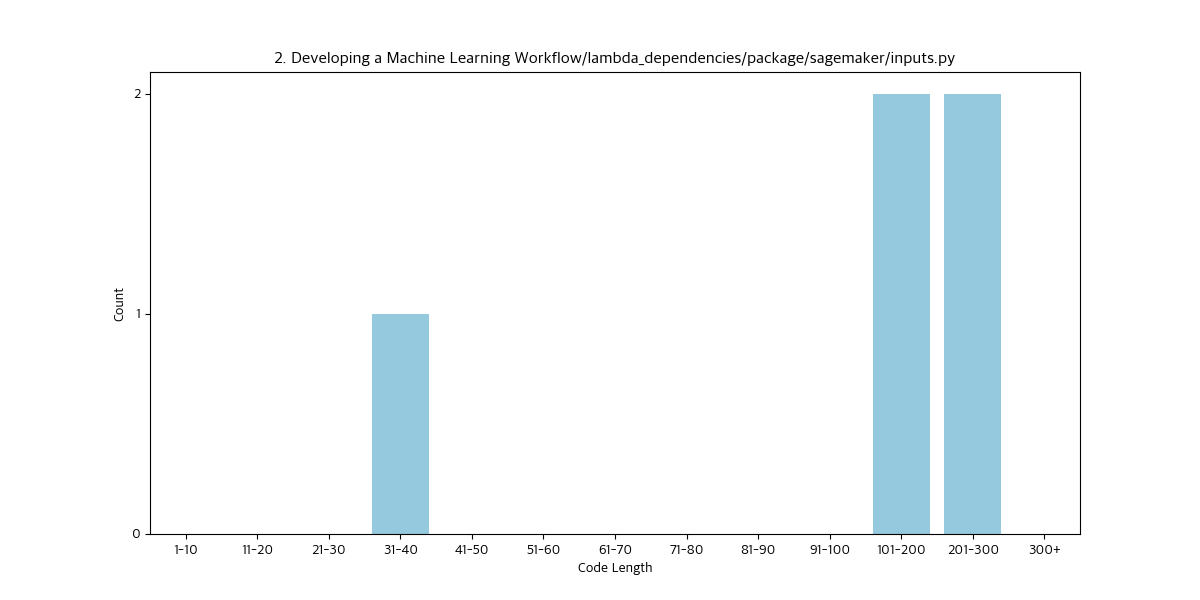 2. Developing a Machine Learning Workflow/lambda_dependencies/package/sagemaker/inputs.py
2
1
0
Count
1-10 11-20 21-30 31-40 41-50 51-60 61-70 71-80 81-90 91-100 101-200 201-300 300+
Code Length